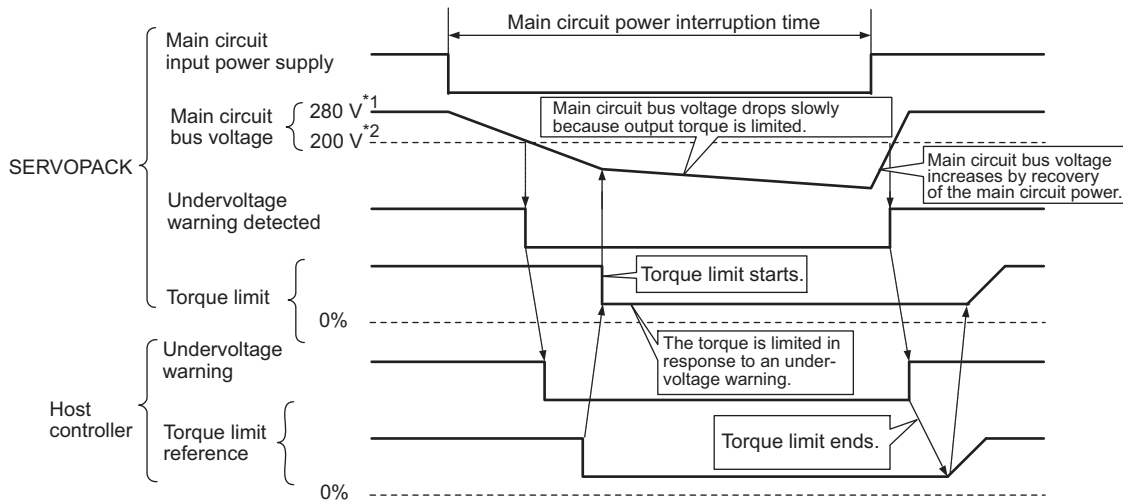 Main circuit power interruption time
Main circuit
input power supply
Main circuit
bus voltage
280 V*1
200 V*2
Main circuit bus voltage drops slowly
because output torque is limited.
Main circuit bus voltage
increases by recovery
of the main circuit power.
SERVOPACK
Undervoltage
warning detected
Torque limit starts.
Torque limit
0%
The torque is limited in
response to an under-
voltage warning.
Undervoltage
warning
Host
controller
Torque limit
reference
Torque limit ends.
0%